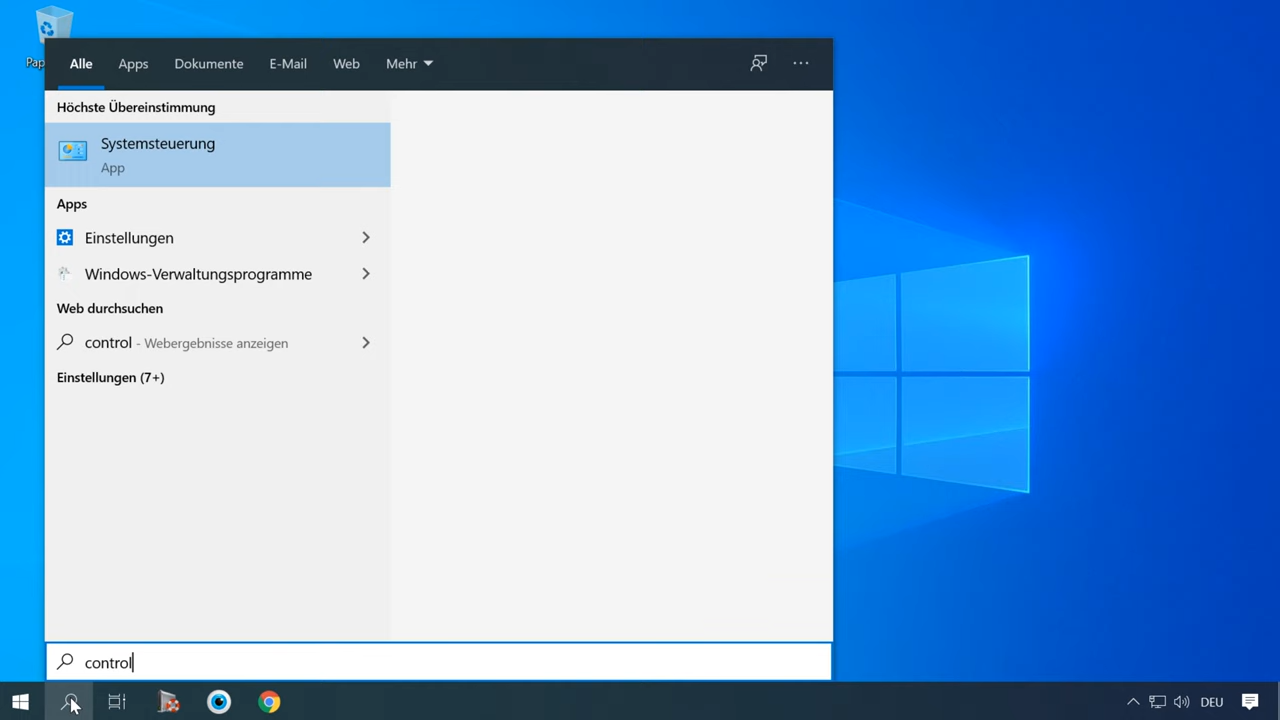 Pap
Alle Apps Dokumente E-Mail Web Mehr
Höchste Übereinstimmung
Systemsteuerung
App
Apps
Einstellungen
Windows-Verwaltungsprogramme
Web durchsuchen
control - Webergebnisse anzeigen
Einstellungen (7+)
control
DEU